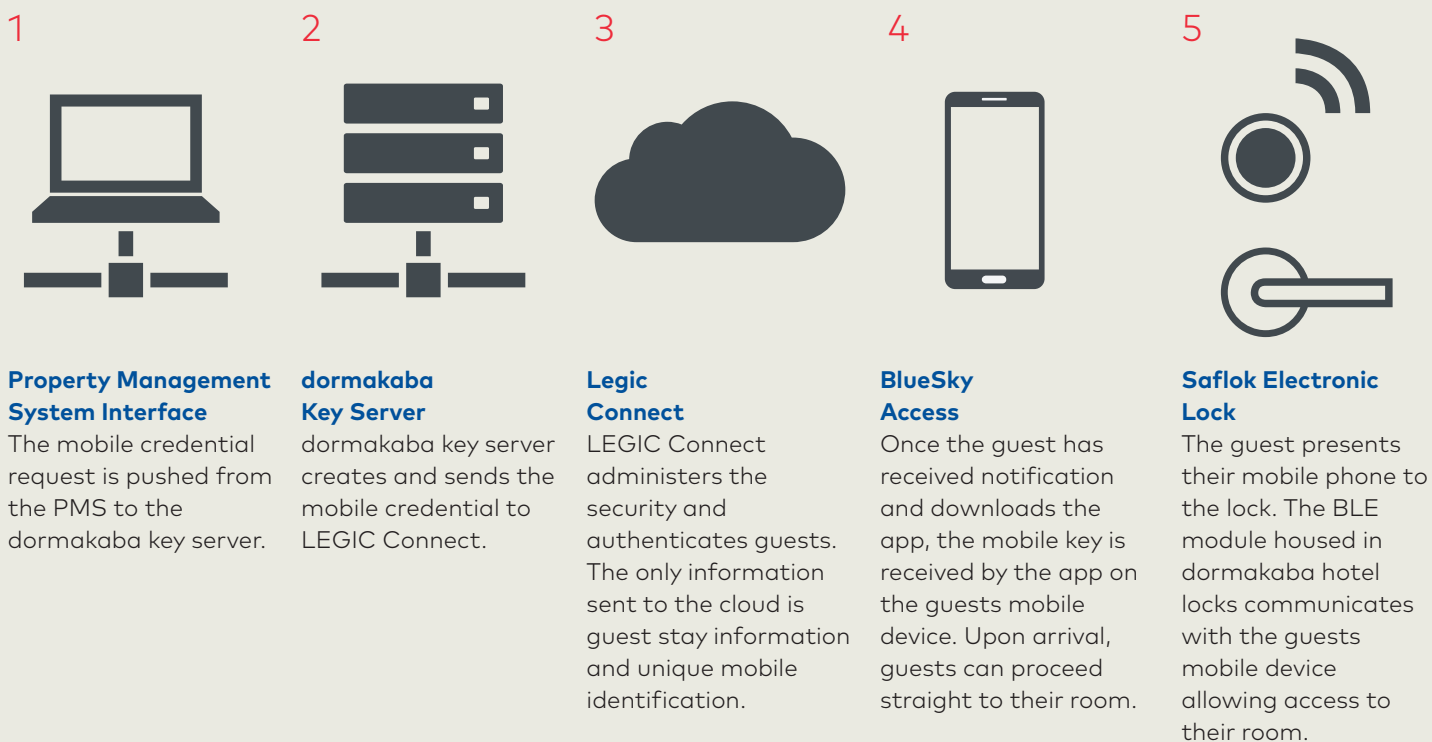 1
Property Management
System Interface
The mobile credential
request is pushed from
the PMS to the
dormakaba key server.
2
dormakaba
Key Server
dormakaba key server
creates and sends the
mobile credential to
LEGIC Connect.
3
Legic
Connect
LEGIC Connect
administers the
security and
authenticates guests.
The only information
sent to the cloud is
guest stay information
and unique mobile
identification.
4
BlueSky
Access
Once the guest has
received notification
and downloads the
app, the mobile key is
received by the app on
the guests mobile
device. Upon arrival,
guests can proceed
straight to their room.
5
Saflok Electronic
Lock
The guest presents
their mobile phone to
the lock. The BLE
module housed in
dormakaba hotel
locks communicates
with the guests
mobile device
allowing access to
their room.